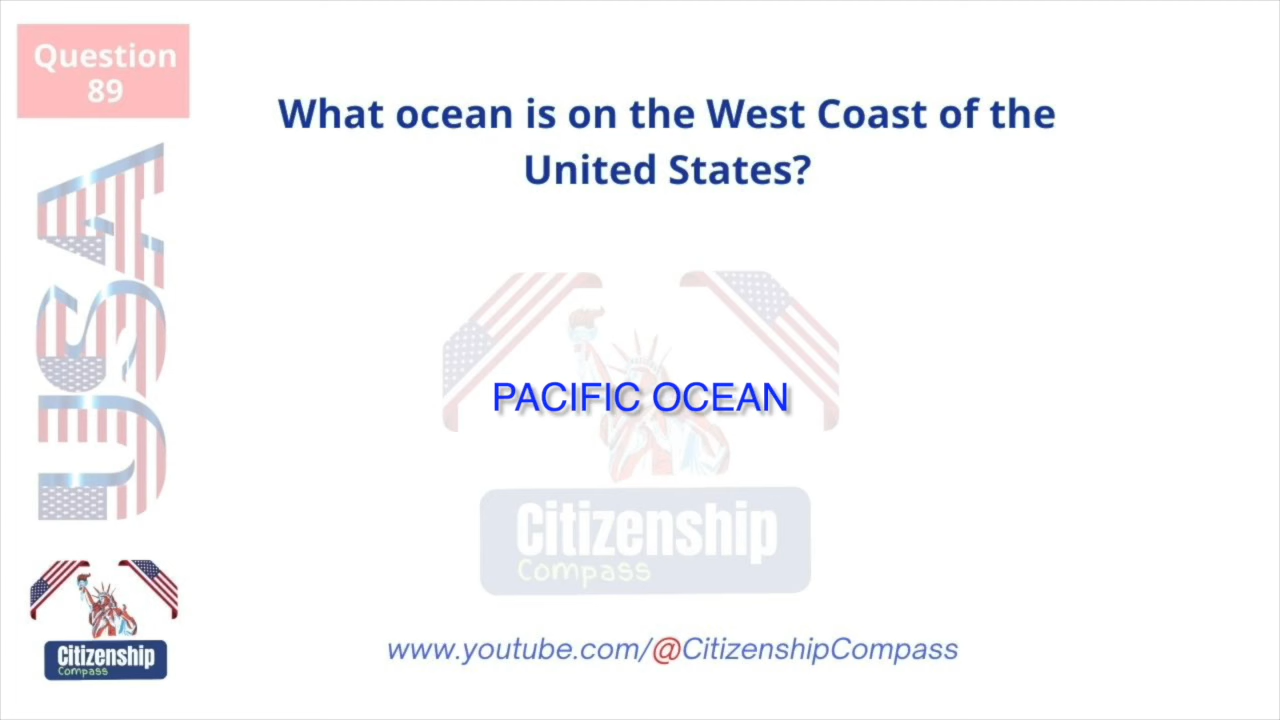 Question
89
What ocean is on the West Coast of the
United States?
USA
PACIFIC OCEAN
Citizenship
Compass
Citizenship
Compass
www.youtube.com/@CitizenshipCompass